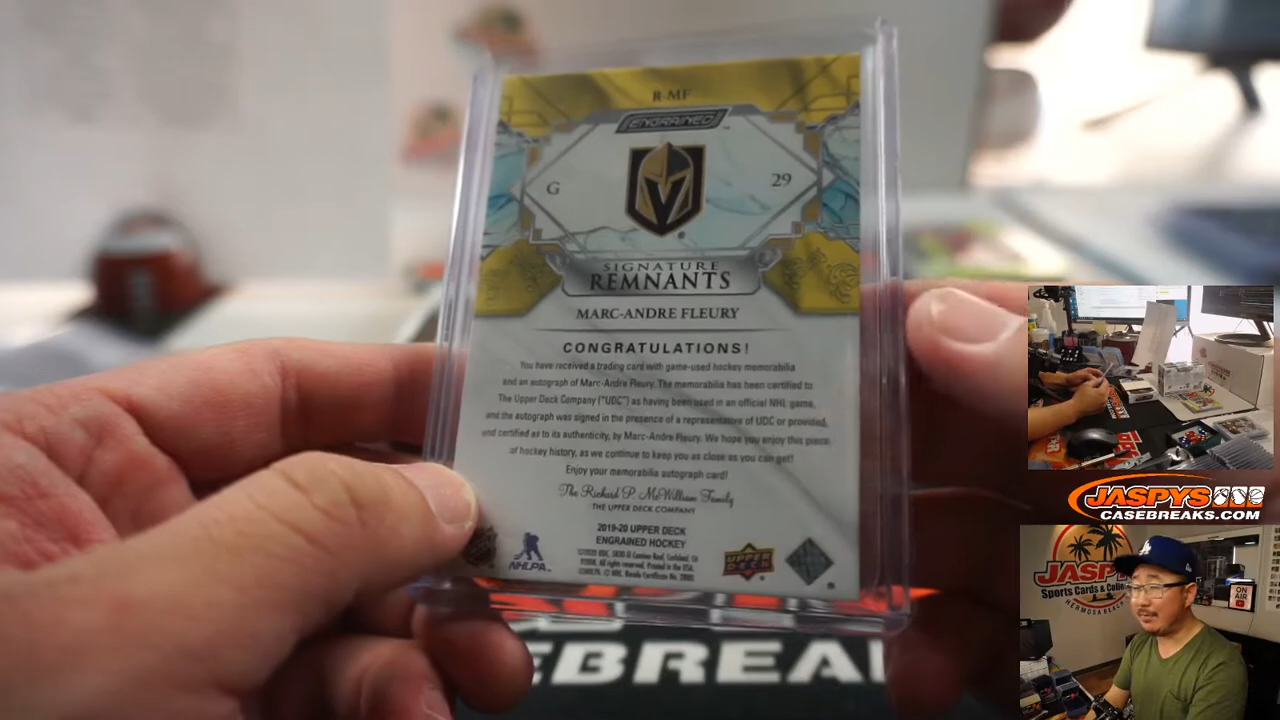 R-MF
ENGRAINED
G
29
SIGNATURE
REMNANTS
MARC-ANDRE FLEURY
CONGRATULATIONS!
You have received a trading card with game-used hockey memorabilia
and an autograph of Marc-Andre Fleury. The memorabilia has been certified to
The Upper Deck Company ("UDC") as having been used in an official NHL game,
and the autograph was signed in the presence of a representative of UDC or provided,
and certified as to its authenticity, by Marc-Andre Fleury. We hope you enjoy this piece
of hockey history, as we continue to keep you as close as you can get!
Enjoy your memorabilia autograph card!
The Richard P. McWilliam Family
THE UPPER DECK COMPANY
2019-20 UPPER DECK
ENGRAINED HOCKEY
NHLPA
UPPER
DECK
EBREA
JASPYS
CASEBREAKS.COM
JASPY
Sports Cards &
HERMOSA BEACH
ON
AIR
LA